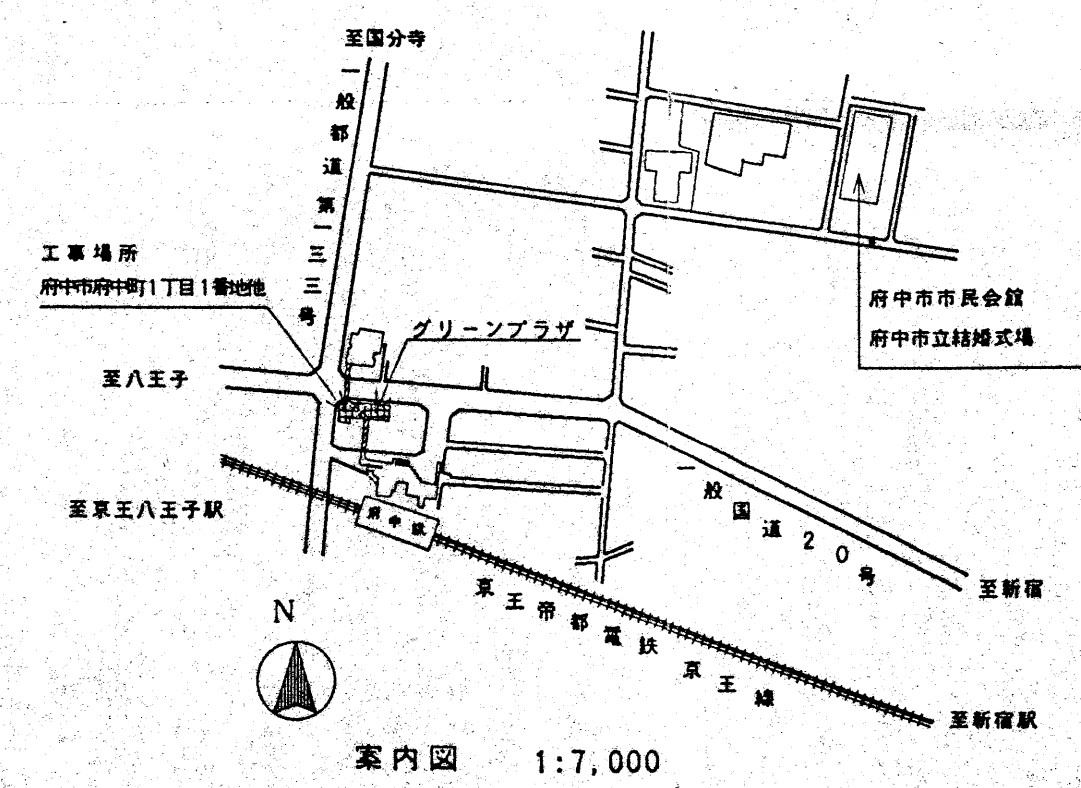 至国分寺
一般都道第一三三号
工事場所
府中市府中町1丁目1番地他
グリーンプラザ
府中市市民会館
府中市立結婚式場
至八王子
至京王八王子駅
府中駅
一般国道20号
至新宿
京王帝都電鉄京王線
至新宿駅
N
案内図 1:7,000